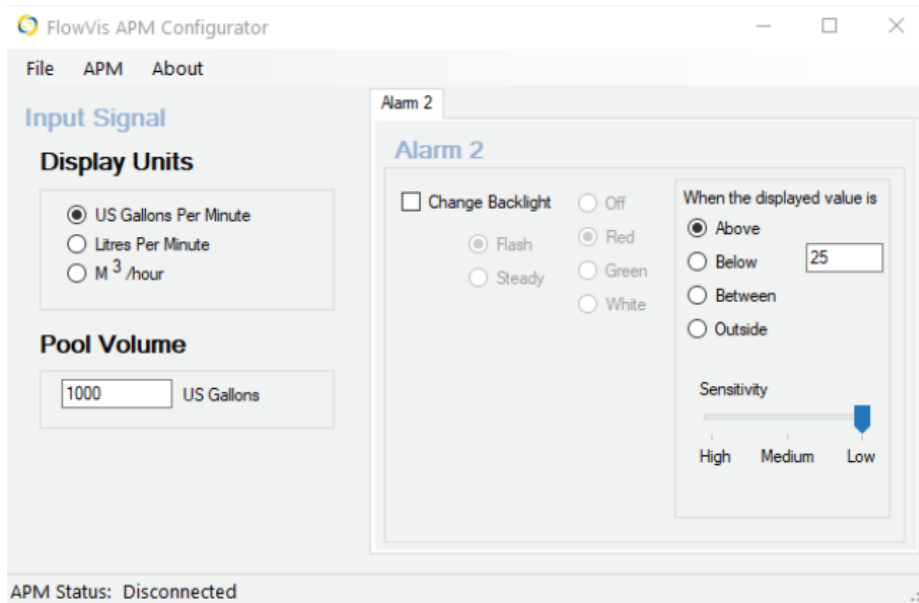 FlowVis APM Configurator
File APM About
Input Signal
Display Units
US Gallons Per Minute
Litres Per Minute
M 3 /hour
Pool Volume
1000 US Gallons
Alarm 2
Alarm 2
Change Backlight
Flash
Steady
Off
Red
Green
White
When the displayed value is
Above
Below
Between
Outside
25
Sensitivity
High Medium Low
APM Status: Disconnected